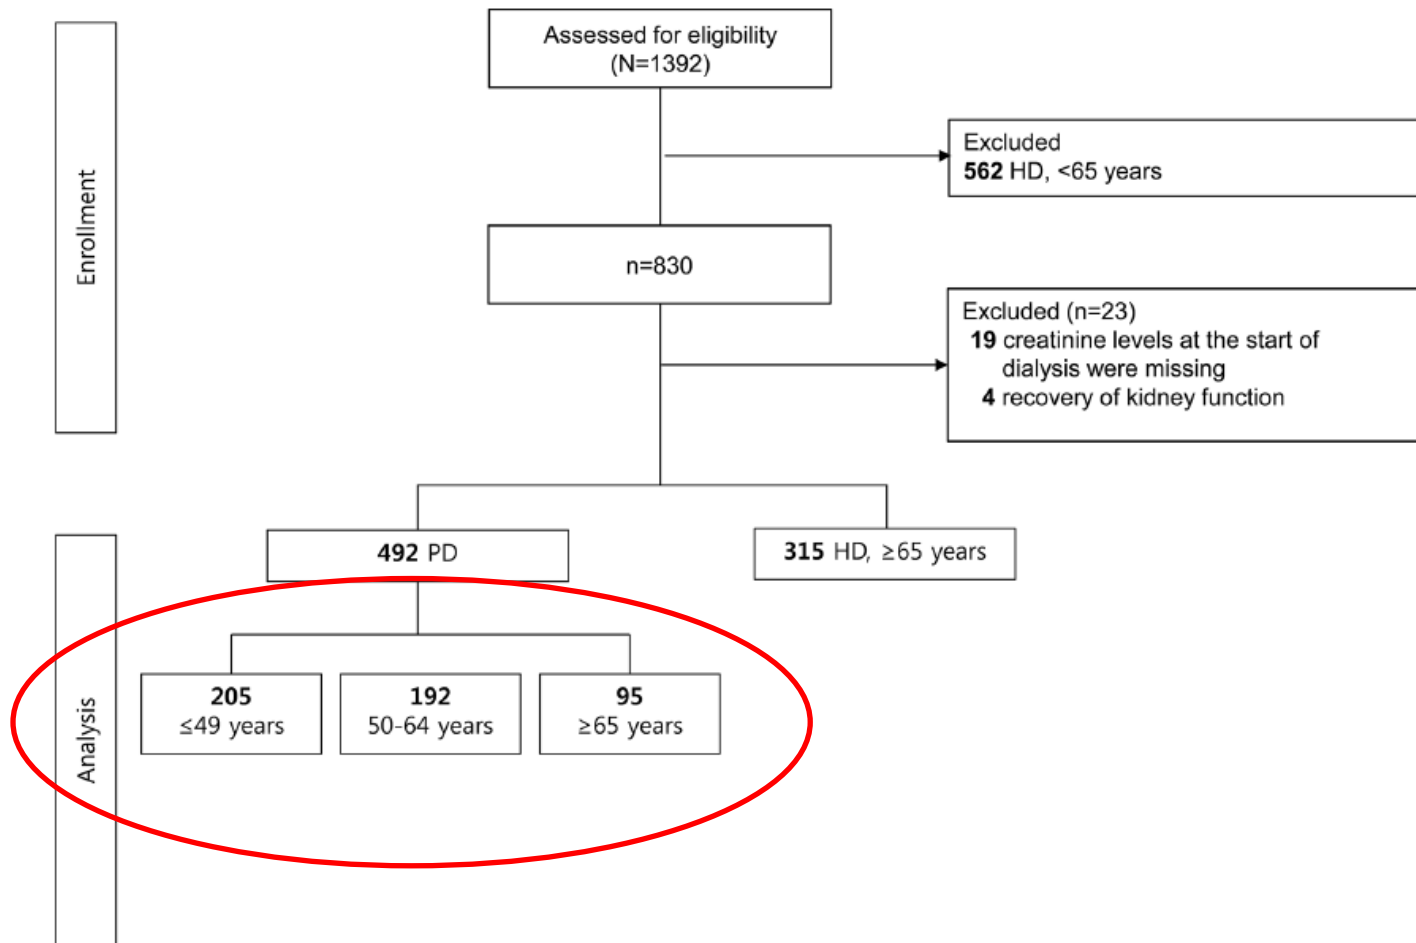 Assessed for eligibility
(N=1392)
Excluded
562 HD, <65 years
Enrollment
n=830
Excluded (n=23)
19 creatinine levels at the start of
dialysis were missing
4 recovery of kidney function
492 PD
315 HD, ≥65 years
Analysis
205
≤49 years
192
50-64 years
95
≥65 years